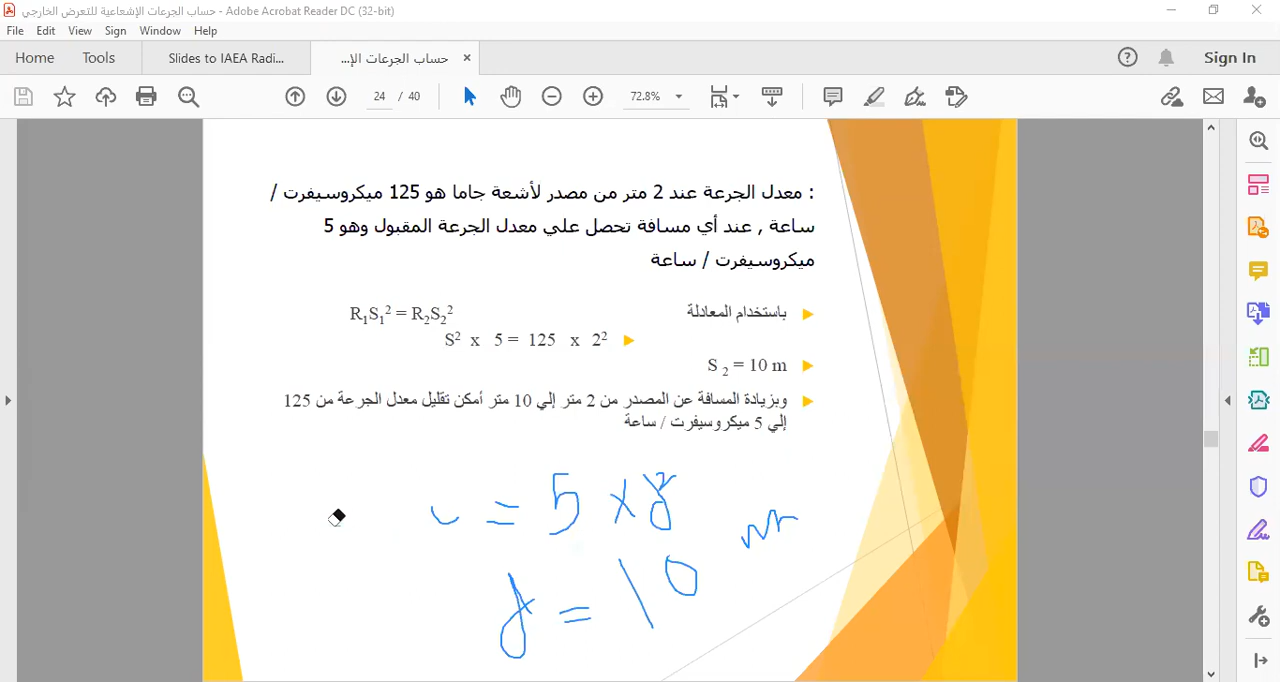 حساب الجرعات الإشعاعية للتعرض الخارجي - Adobe Acrobat Reader DC (32-bit)
File Edit View Sign Window Help
Home Tools Slides to IAEA Radi... حساب الجرعات الإ... × Sign In
24 / 40 72.8%
: معدل الجرعة عند 2 متر من مصدر لأشعة جاما هو 125 ميكروسيفرت /
ساعة , عند أي مسافة تحصل علي معدل الجرعة المقبول وهو 5
ميكروسيفرت / ساعة
باستخدام المعادلة R₁S₁² = R₂S₂²
S² x 5 = 125 x 2²
S ₂ = 10 m
وبزيادة المسافة عن المصدر من 2 متر إلي 10 متر أمكن تقليل معدل الجرعة من 125
إلي 5 ميكروسيفرت / ساعة
= 5 x
= 10